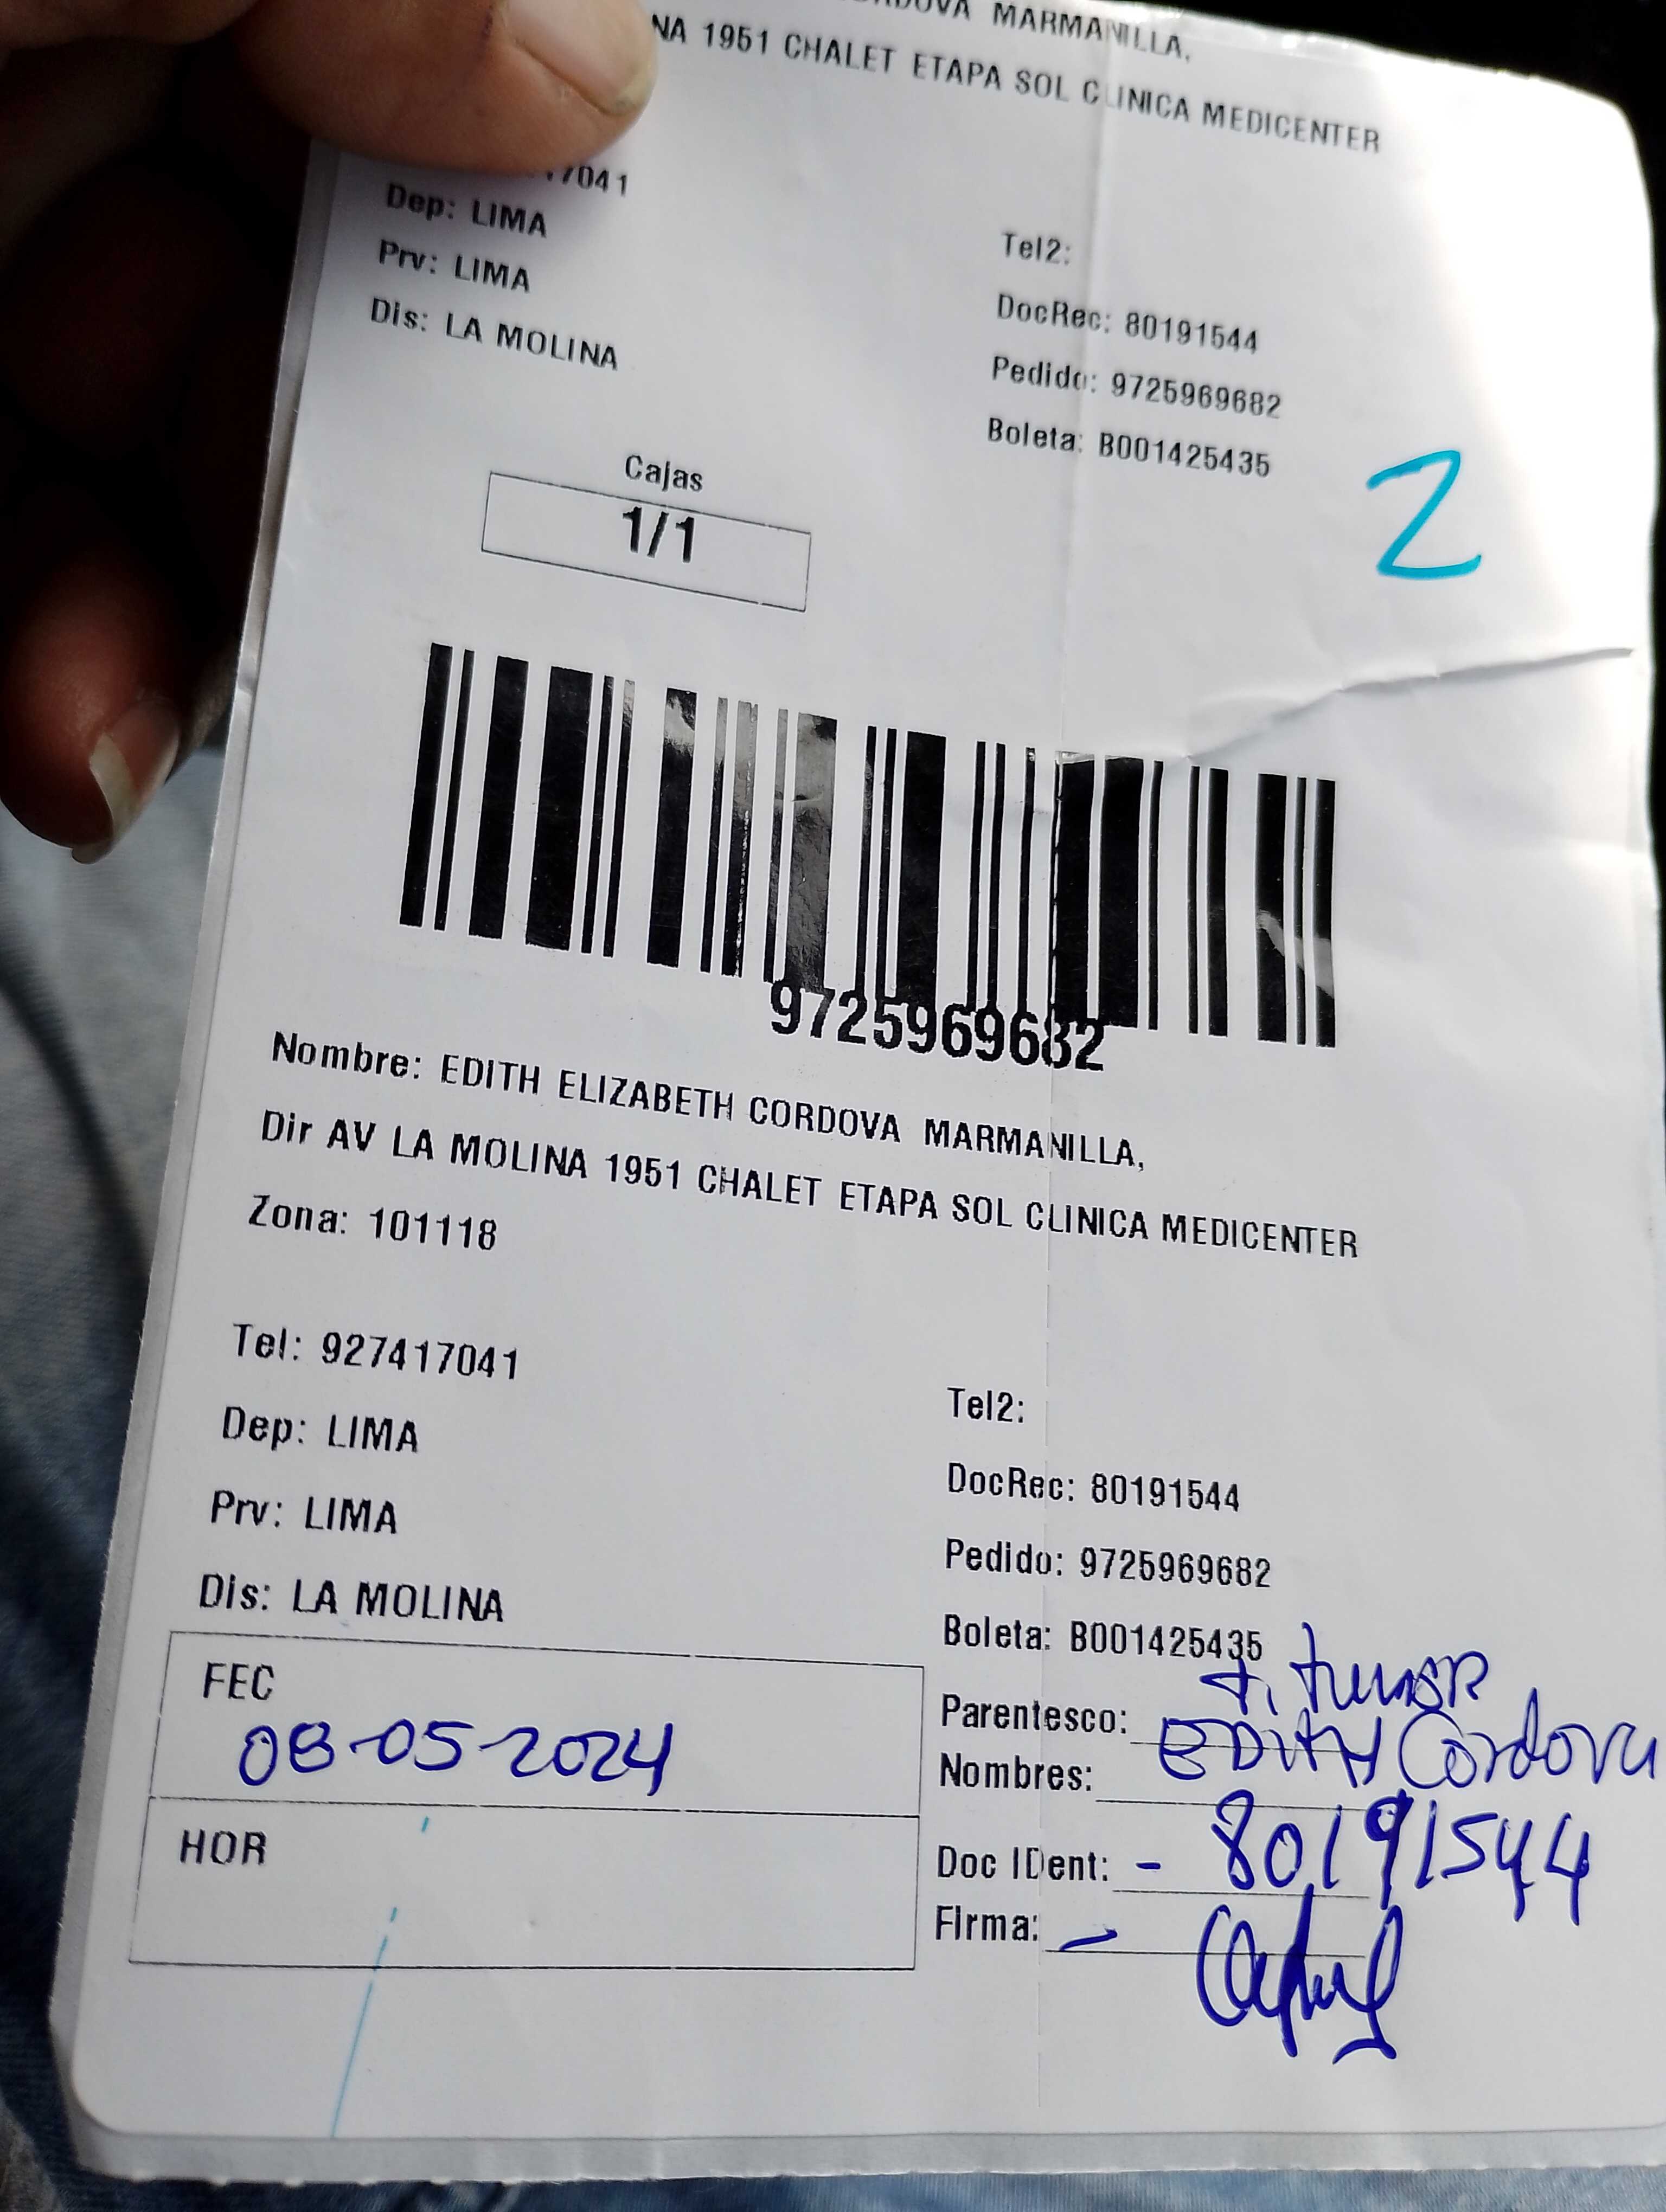 CORDOVA MARMANILLA,
NA 1951 CHALET ETAPA SOL CLINICA MEDICENTER
17041
Dep: LIMA
Prv: LIMA
Dis: LA MOLINA
Tel2:
DocRec: 80191544
Pedido: 9725969682
Boleta: B001425435
2
Cajas
1/1
9725969682
Nombre: EDITH ELIZABETH CORDOVA MARMANILLA,
Dir AV LA MOLINA 1951 CHALET ETAPA SOL CLINICA MEDICENTER
Zona: 101118
Tel: 927417041
Dep: LIMA
Prv: LIMA
Dis: LA MOLINA
Tel2:
DocRec: 80191544
Pedido: 9725969682
Boleta: B001425435
FEC
08-05-2024
HOR
Parentesco:
Nombres: EDITH Cordova
Doc IDent: - 80191544
Firma: -